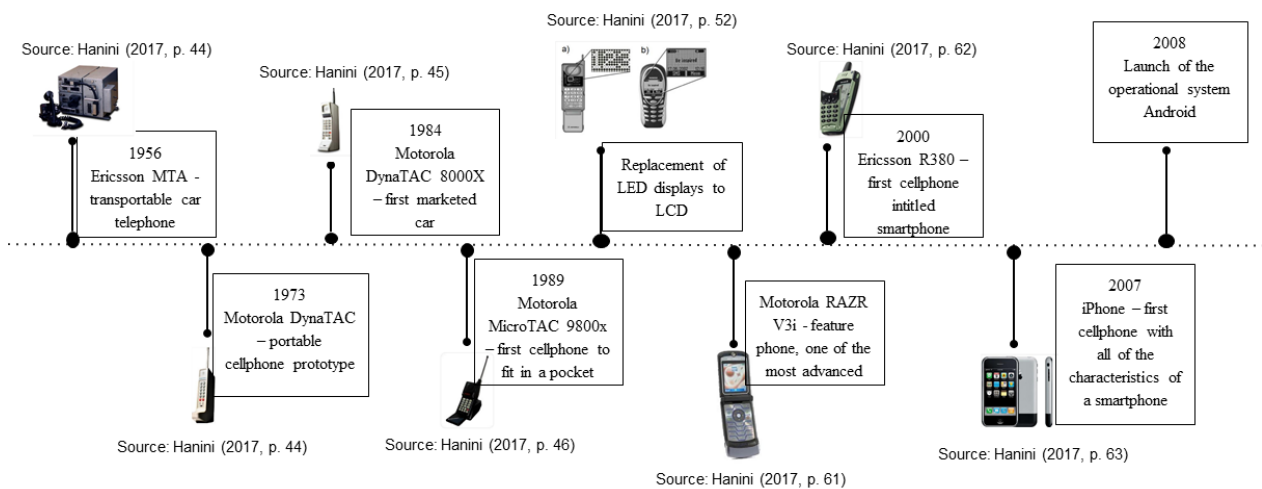 Source: Hanini (2017, p. 44)
1956
Ericsson MTA -
transportable car
telephone
1973
Motorola DynaTAC
– portable
cellphone prototype
Source: Hanini (2017, p. 44)
Source: Hanini (2017, p. 45)
1984
Motorola
DynaTAC 8000X
– first marketed
car
1989
Motorola
MicroTAC 9800x
– first cellphone to
fit in a pocket
Source: Hanini (2017, p. 46)
Source: Hanini (2017, p. 52)
a)
b)
Replacement of
LED displays to
LCD
Motorola RAZR
V3i - feature
phone, one of the
most advanced
Source: Hanini (2017, p. 61)
Source: Hanini (2017, p. 62)
2000
Ericsson R380 –
first cellphone
intitled
smartphone
2007
iPhone – first
cellphone with
all of the
characteristics of
a smartphone
Source: Hanini (2017, p. 63)
2008
Launch of the
operational system
Android